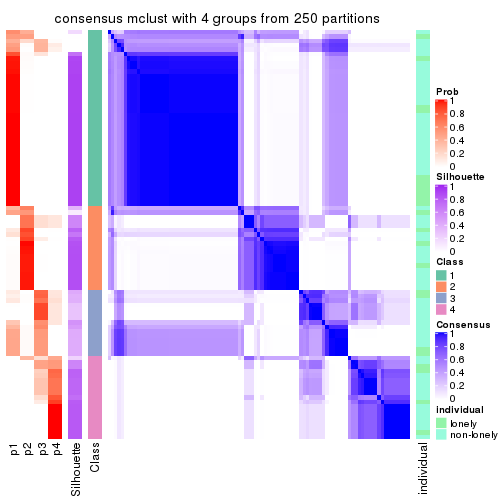 consensus mclust with 4 groups from 250 partitions
Prob
1
0.8
0.6
0.4
0.2
0
Silhouette
1
0.8
0.6
0.4
0.2
0
Class
1
2
3
4
Consensus
1
0.8
0.6
0.4
0.2
0
individual
lonely
non-lonely
p1
p2
p3
p4
Silhouette
Class
individual